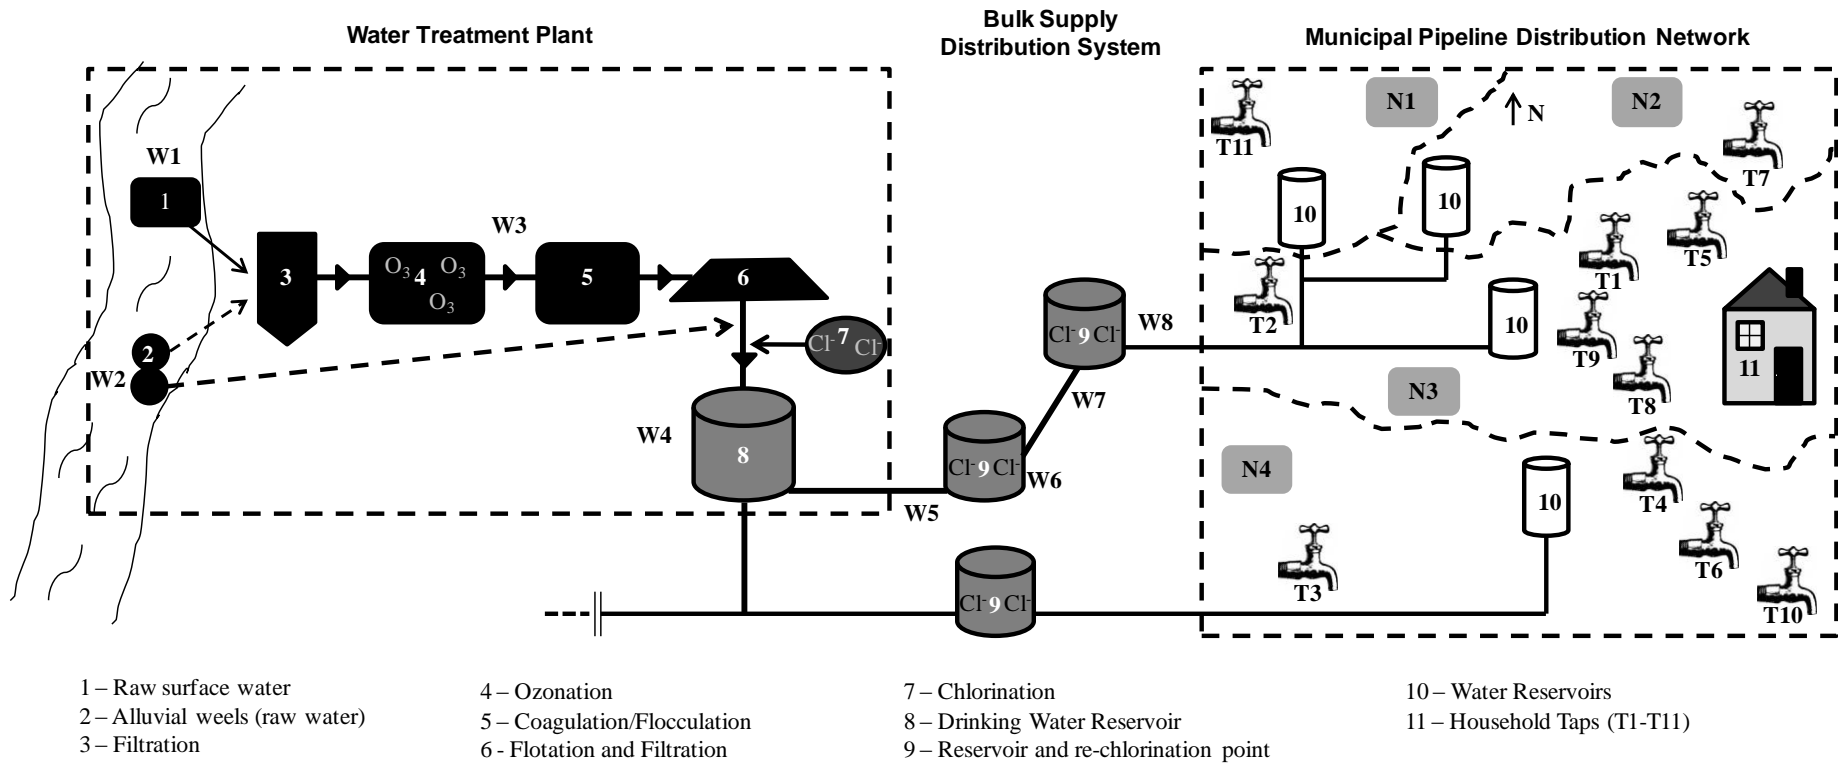 Water Treatment Plant
Bulk Supply
Distribution System
Municipal Pipeline Distribution Network
N1
N2
N
T11
T7
W1
1
10
10
T5
W3
3
O3 4 O3
O3
5
6
T1
T2
Cl- 7 Cl-
Cl- 9 Cl-
W8
10
T9
11
2
W2
W7
N3
T8
W4
8
Cl- 9 Cl-
W6
N4
T4
W5
10
T6
T3
Cl- 9 Cl-
T10
1 – Raw surface water
2 – Alluvial weels (raw water)
3 – Filtration
4 – Ozonation
5 – Coagulation/Flocculation
6 - Flotation and Filtration
7 – Chlorination
8 – Drinking Water Reservoir
9 – Reservoir and re-chlorination point
10 – Water Reservoirs
11 – Household Taps (T1-T11)